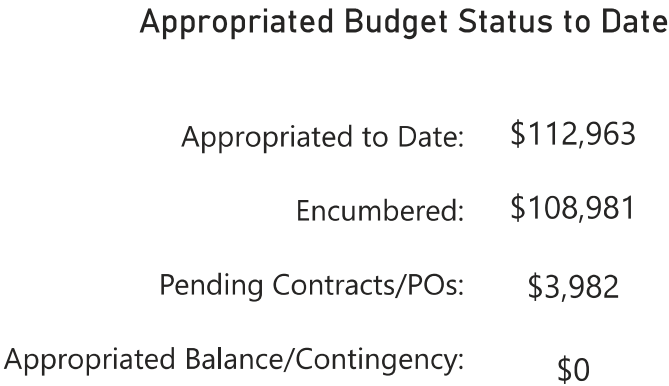 Appropriated Budget Status to Date
Appropriated to Date: $112,963
Encumbered: $108,981
Pending Contracts/POs: $3,982
Appropriated Balance/Contingency: $0